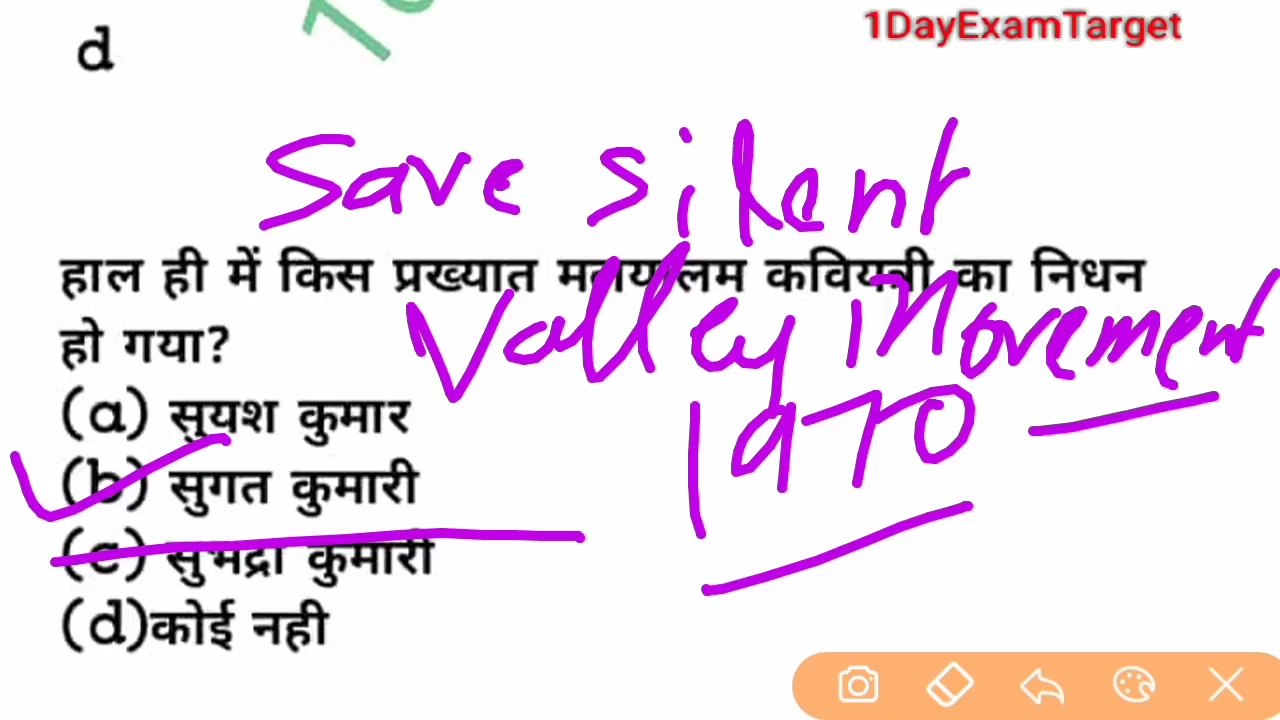 1DayExamTarget
d
Save silent
हाल ही में किस प्रख्यात मलयालम कवियत्री का निधन
हो गया?
Valley Movement
1970
(a) सुयश कुमार
(b) सुगत कुमारी
(c) सुभद्रा कुमारी
(d)कोई नही